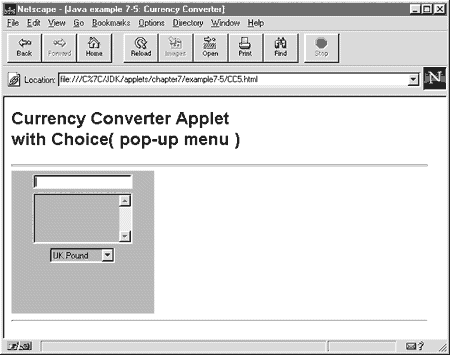 Netscape - [Java example 7-5: Currency Converter]
File Edit View Go Bookmarks Options Directory Window Help
Back Forward Home Reload Images Open Print Find Stop
Location: file:///C%7C/JDK/applets/chapter7/example7-5/CC5.html
N
Currency Converter Applet
with Choice( pop-up menu )
UK Pound
?